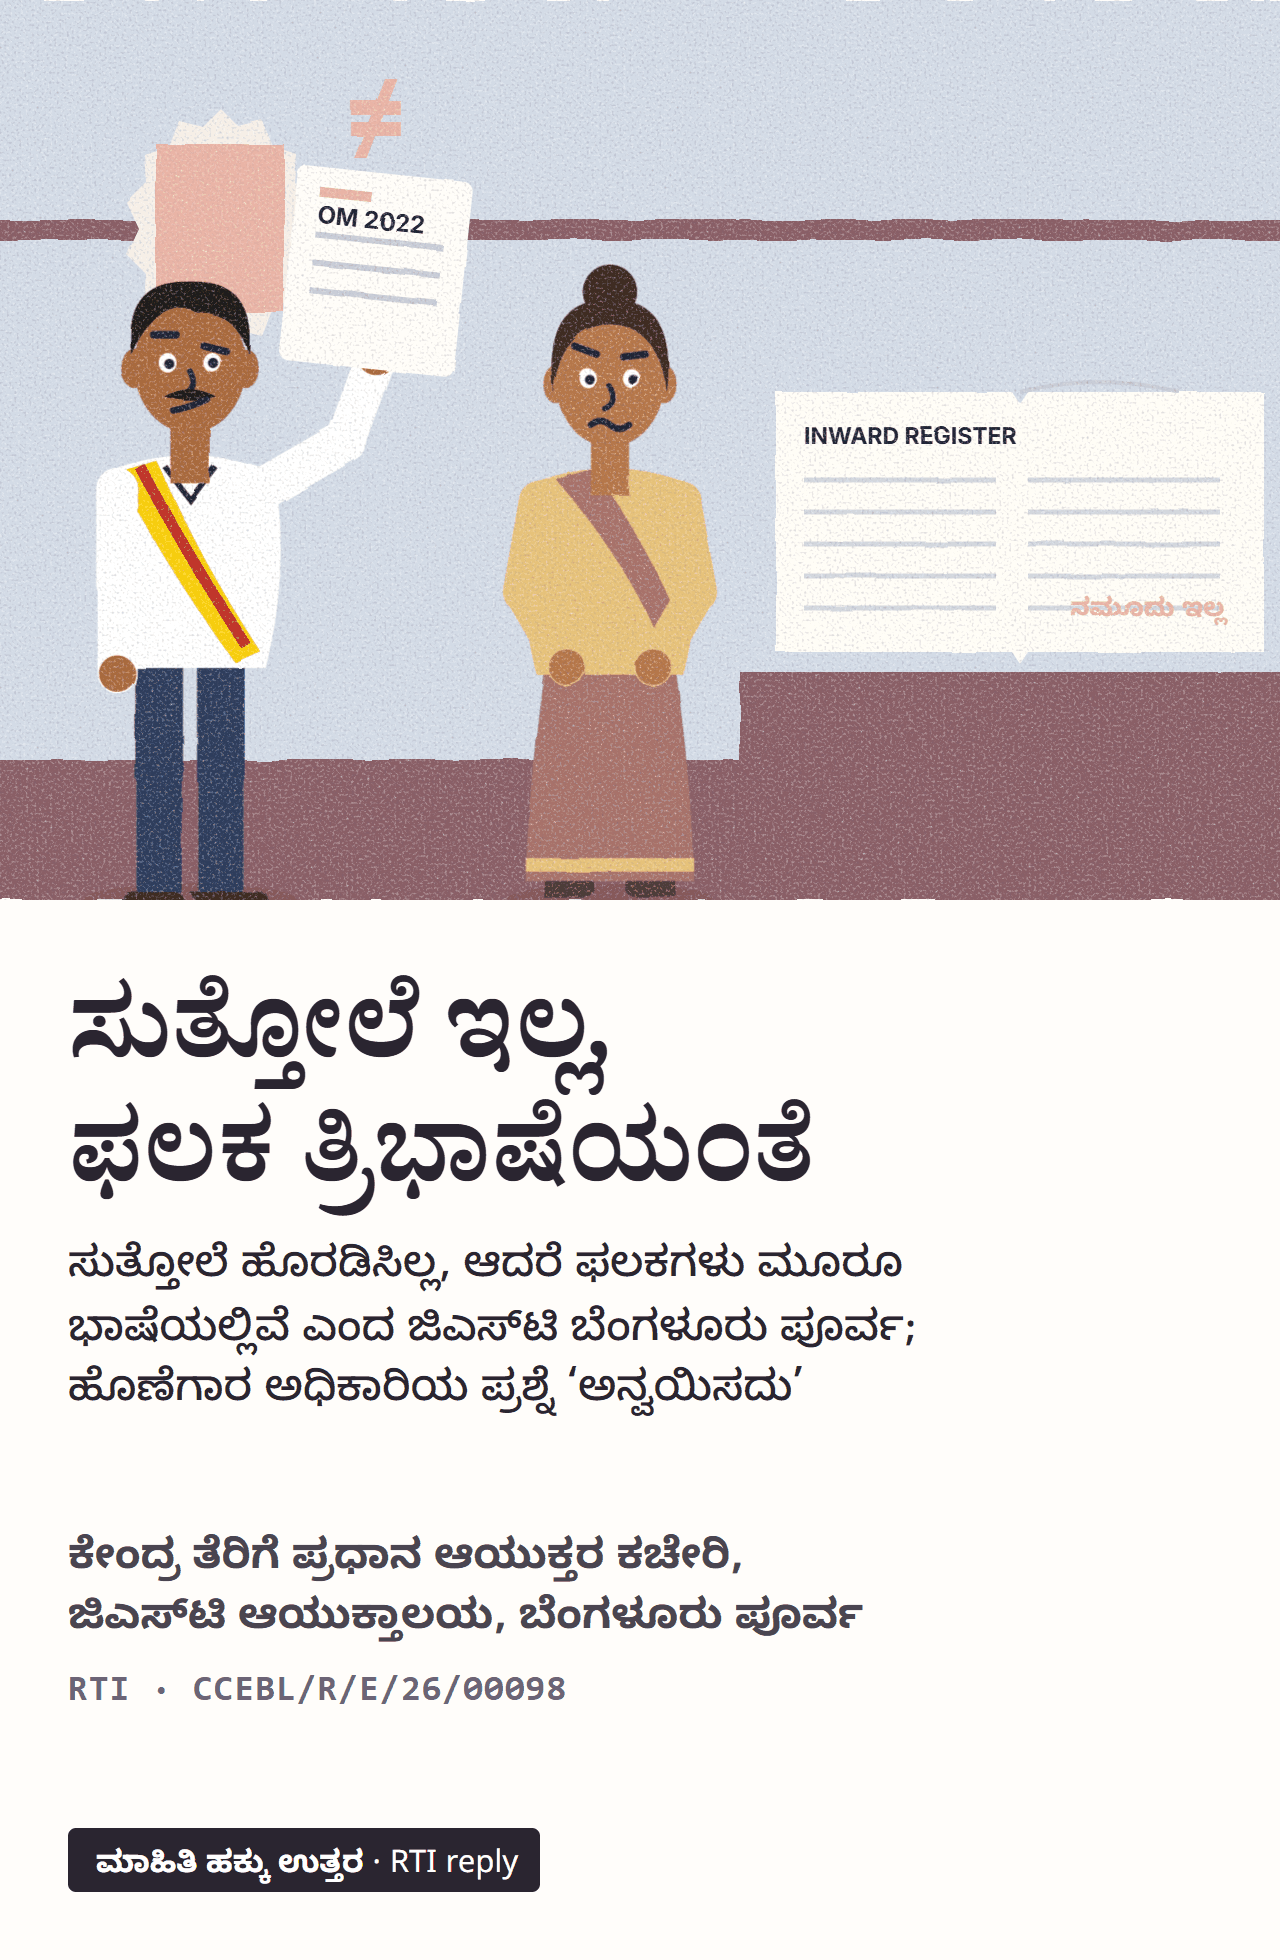 ≠
OM 2022
INWARD REGISTER
ನಮೂದು ಇಲ್ಲ
ಸುತ್ತೋಲೆ ಇಲ್ಲ,
ಫಲಕ ತ್ರಿಭಾಷೆಯಂತೆ
ಸುತ್ತೋಲೆ ಹೊರಡಿಸಿಲ್ಲ, ಆದರೆ ಫಲಕಗಳು ಮೂರೂ
ಭಾಷೆಯಲ್ಲಿವೆ ಎಂದ ಜಿಎಸ್‌ಟಿ ಬೆಂಗಳೂರು ಪೂರ್ವ;
ಹೊಣೆಗಾರ ಅಧಿಕಾರಿಯ ಪ್ರಶ್ನೆ ‘ಅನ್ವಯಿಸದು’
ಕೇಂದ್ರ ತೆರಿಗೆ ಪ್ರಧಾನ ಆಯುಕ್ತರ ಕಚೇರಿ,
ಜಿಎಸ್‌ಟಿ ಆಯುಕ್ತಾಲಯ, ಬೆಂಗಳೂರು ಪೂರ್ವ
RTI · CCEBL/R/E/26/00098
ಮಾಹಿತಿ ಹಕ್ಕು ಉತ್ತರ · RTI reply